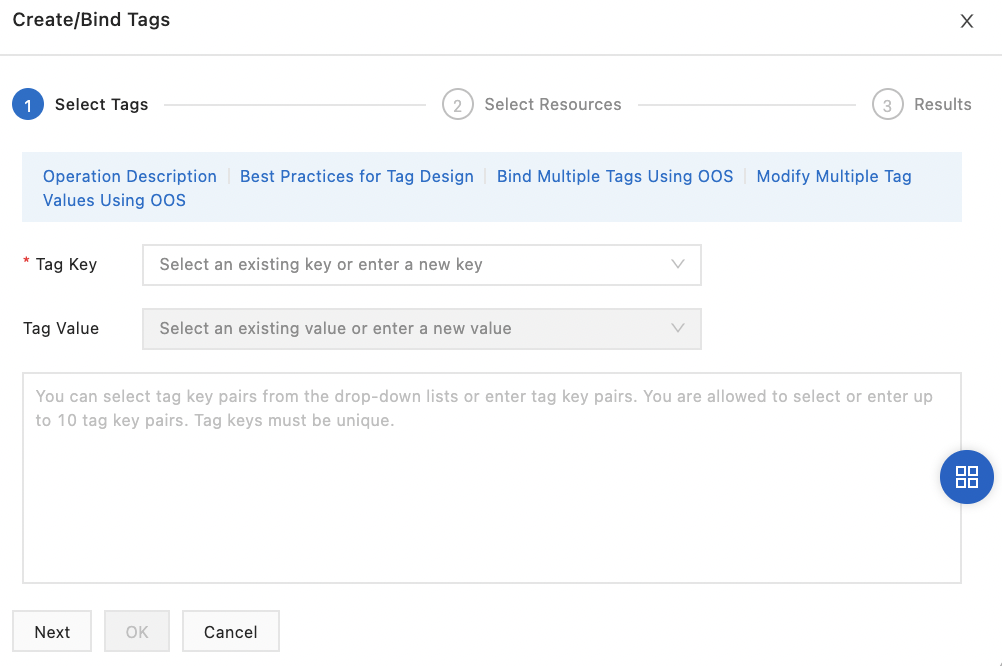 Create/Bind Tags
X
1 Select Tags 2 Select Resources 3 Results
Operation Description Best Practices for Tag Design Bind Multiple Tags Using OOS Modify Multiple Tag
Values Using OOS
* Tag Key Select an existing key or enter a new key
Tag Value Select an existing value or enter a new value
You can select tag key pairs from the drop-down lists or enter tag key pairs. You are allowed to select or enter up
to 10 tag key pairs. Tag keys must be unique.
Next OK Cancel